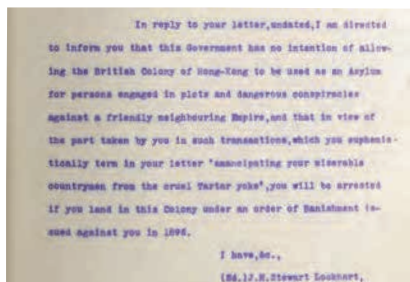 In reply to your letter,undated,I am directed
to inform you that this Government has no intention of allow-
ing the British Colony of Hong-Kong to be used as an Asylum
for persons engaged in plots and dangerous conspiracies
against a friendly neighbouring Empire,and that in view of
the part taken by you in such transactions,which you euphemis-
tically term in your letter "emancipating your miserable
countrymen from the cruel Tartar yoke",you will be arrested
if you land in this Colony under an order of Banishment is-
sued against you in 1896.
I have,&c.,
(Sd.)J.H.Stewart Lockhart,